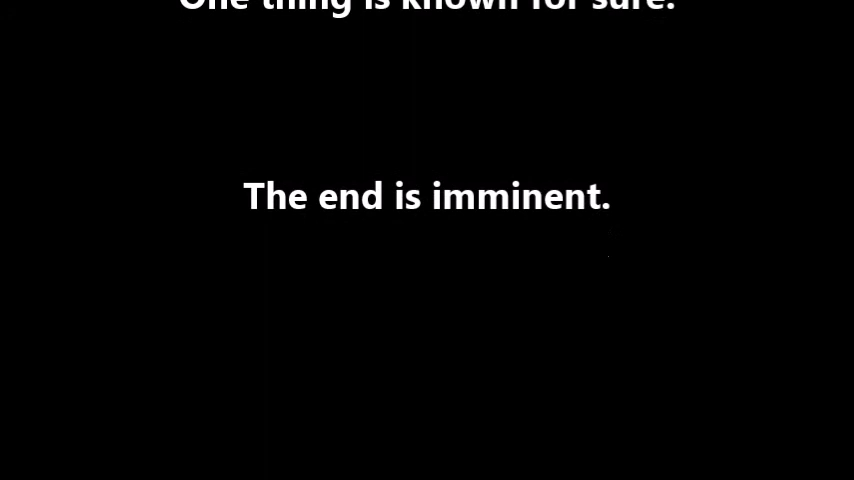 One thing is known for sure.
The end is imminent.